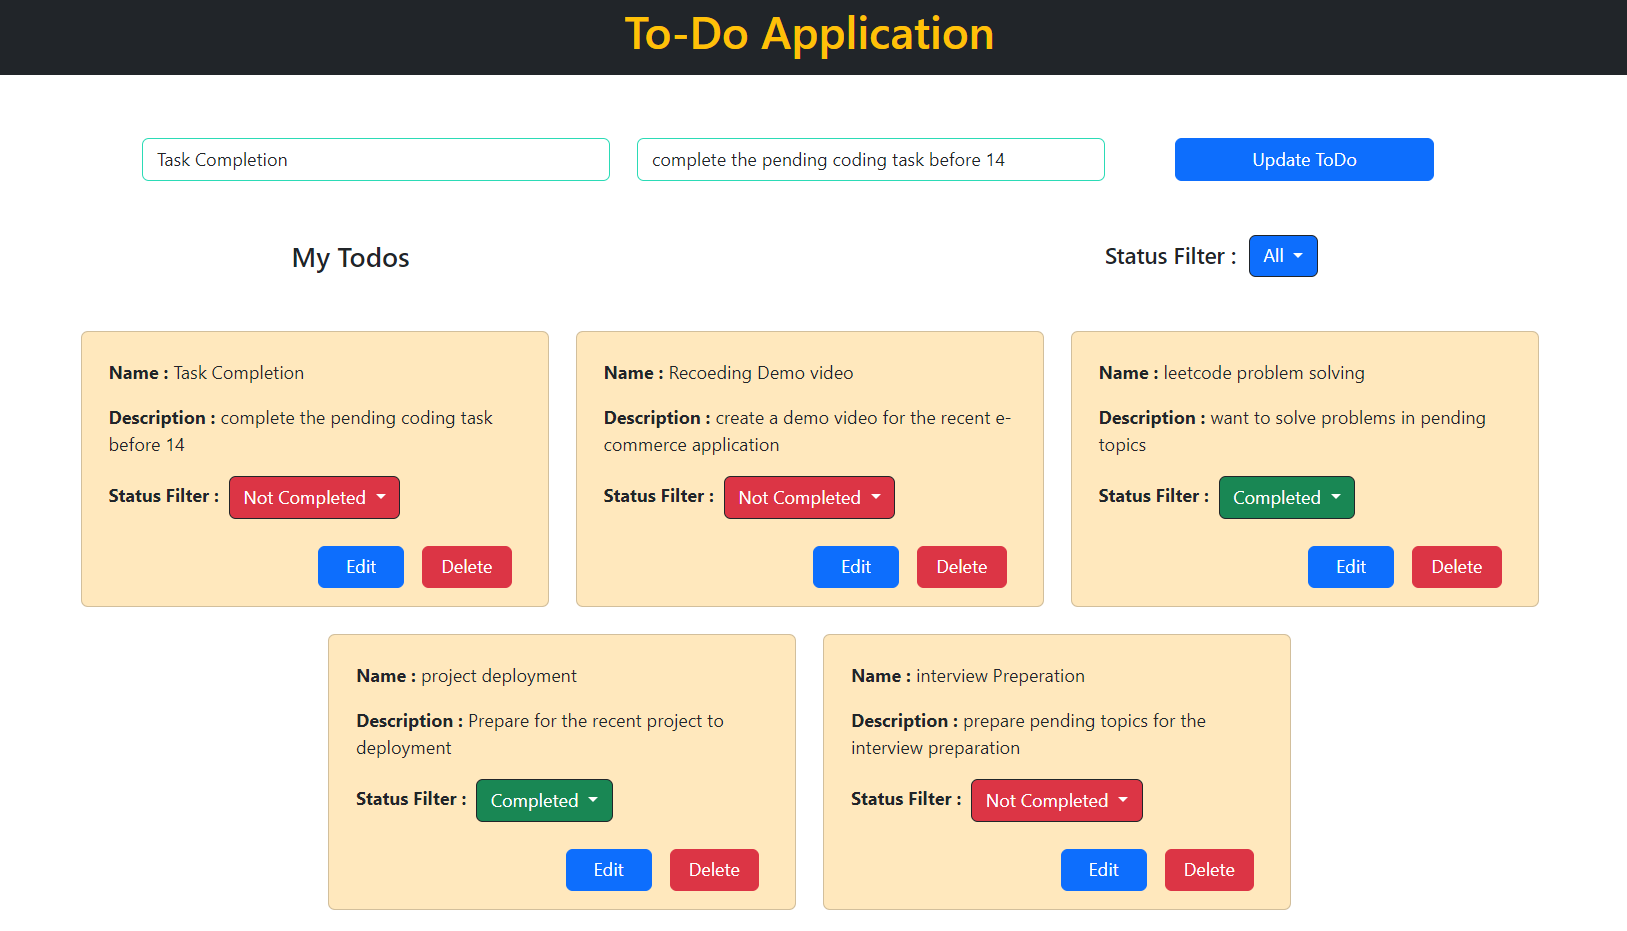 To-Do Application
Task Completion
complete the pending coding task before 14
Update ToDo
My Todos
Status Filter :
All
Name : Task Completion
Description : complete the pending coding task
before 14
Status Filter :
Not Completed
Edit
Delete
Name : Recoeding Demo video
Description : create a demo video for the recent e-
commerce application
Status Filter :
Not Completed
Edit
Delete
Name : leetcode problem solving
Description : want to solve problems in pending
topics
Status Filter :
Completed
Edit
Delete
Name : project deployment
Description : Prepare for the recent project to
deployment
Status Filter :
Completed
Edit
Delete
Name : interview Preperation
Description : prepare pending topics for the
interview preparation
Status Filter :
Not Completed
Edit
Delete